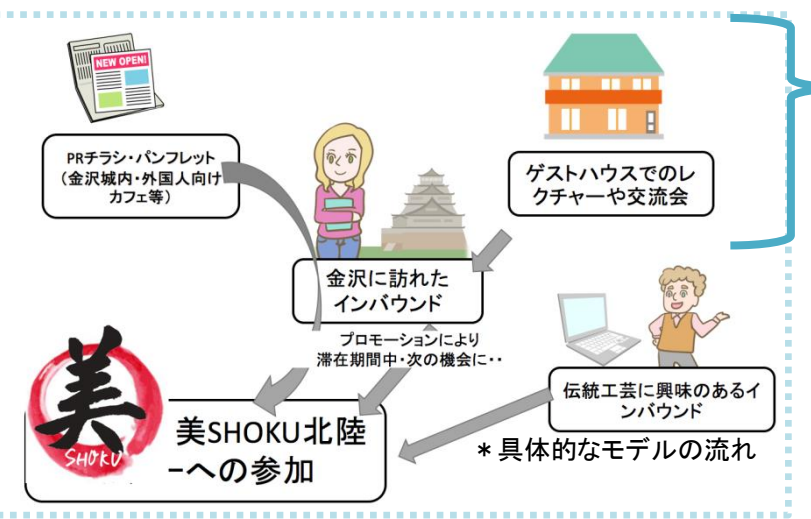 NEW OPEN!
PRチラシ・パンフレット
（金沢城内・外国人向け
カフェ等）
ゲストハウスでのレ
クチャーや交流会
金沢に訪れた
インバウンド
プロモーションにより
滞在期間中・次の機会に・・
伝統工芸に興味のあるイ
ンバウンド
美
SHOKU
美SHOKU北陸
ーへの参加
＊具体的なモデルの流れ